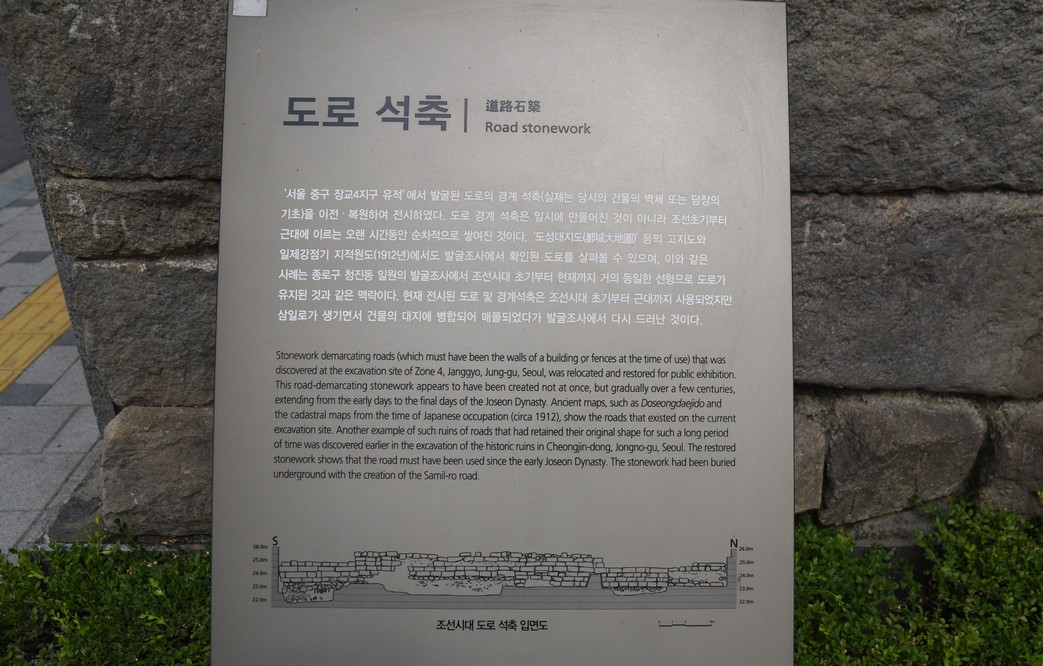 도로 석축
道路石築
Road stonework
'서울 중구 장교4지구 유적'에서 발굴된 도로의 경계 석축(실제는 당시의 건물의 벽체 또는 담장의
기초)을 이전·복원하여 전시하였다. 도로 경계 석축은 일시에 만들어진 것이 아니라 조선초기부터
근대에 이르는 오랜 시간동안 순차적으로 쌓여진 것이다. '도성대지도(都城大地圖)' 등의 고지도와
일제강점기 지적원도(1912년)에서도 발굴조사에서 확인된 도로를 살펴볼 수 있으며, 이와 같은
사례는 종로구 청진동 일원의 발굴조사에서 조선시대 초기부터 현재까지 거의 동일한 선형으로 도로가
유지된 것과 같은 맥락이다. 현재 전시된 도로 및 경계석축은 조선시대 초기부터 근대까지 사용되었지만
삼일로가 생기면서 건물의 대지에 병합되어 매몰되었다가 발굴조사에서 다시 드러난 것이다.
Stonework demarcating roads (which must have been the walls of a building or fences at the time of use) that was
discovered at the excavation site of Zone 4, Janggyo, Jung-gu, Seoul, was relocated and restored for public exhibition.
This road-demarcating stonework appears to have been created not at once, but gradually over a few centuries,
extending from the early days to the final days of the Joseon Dynasty. Ancient maps, such as Doseongdaejido and
the cadastral maps from the time of Japanese occupation (circa 1912), show the roads that existed on the current
excavation site. Another example of such ruins of roads that had retained their original shape for such a long period
of time was discovered earlier in the excavation of the historic ruins in Cheongjin-dong, Jongno-gu, Seoul. The restored
stonework shows that the road must have been used since the early Joseon Dynasty. The stonework had been buried
underground with the creation of the Samil-ro road.
S N
26.0m 26.0m
25.0m 25.0m
24.0m 24.0m
23.0m 23.0m
22.0m 22.0m
조선시대 도로 석축 입면도